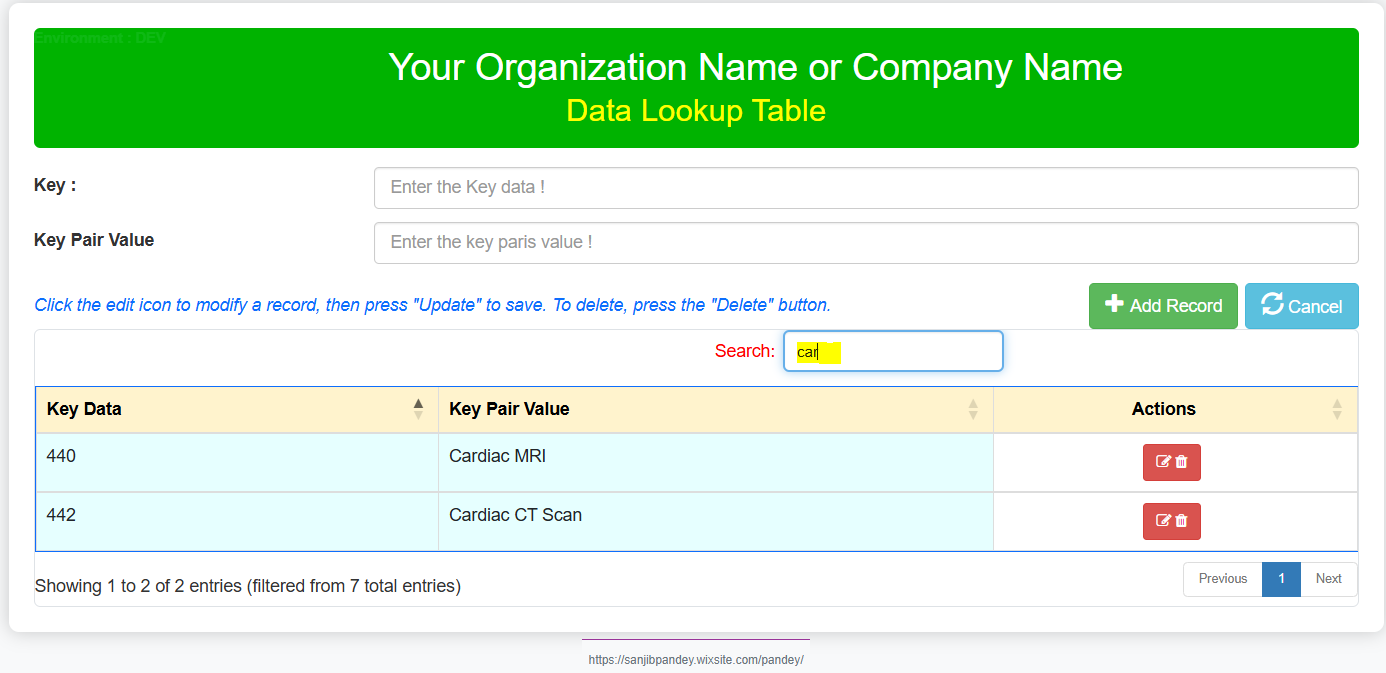 Environment : DEV
Your Organization Name or Company Name
Data Lookup Table
Key : Enter the Key data !
Key Pair Value Enter the key paris value !
Click the edit icon to modify a record, then press "Update" to save. To delete, press the "Delete" button. Add Record Cancel
Search: car
Key Data Key Pair Value Actions
440 Cardiac MRI
442 Cardiac CT Scan
Showing 1 to 2 of 2 entries (filtered from 7 total entries) Previous 1 Next
https://sanjibpandey.wixsite.com/pandey/